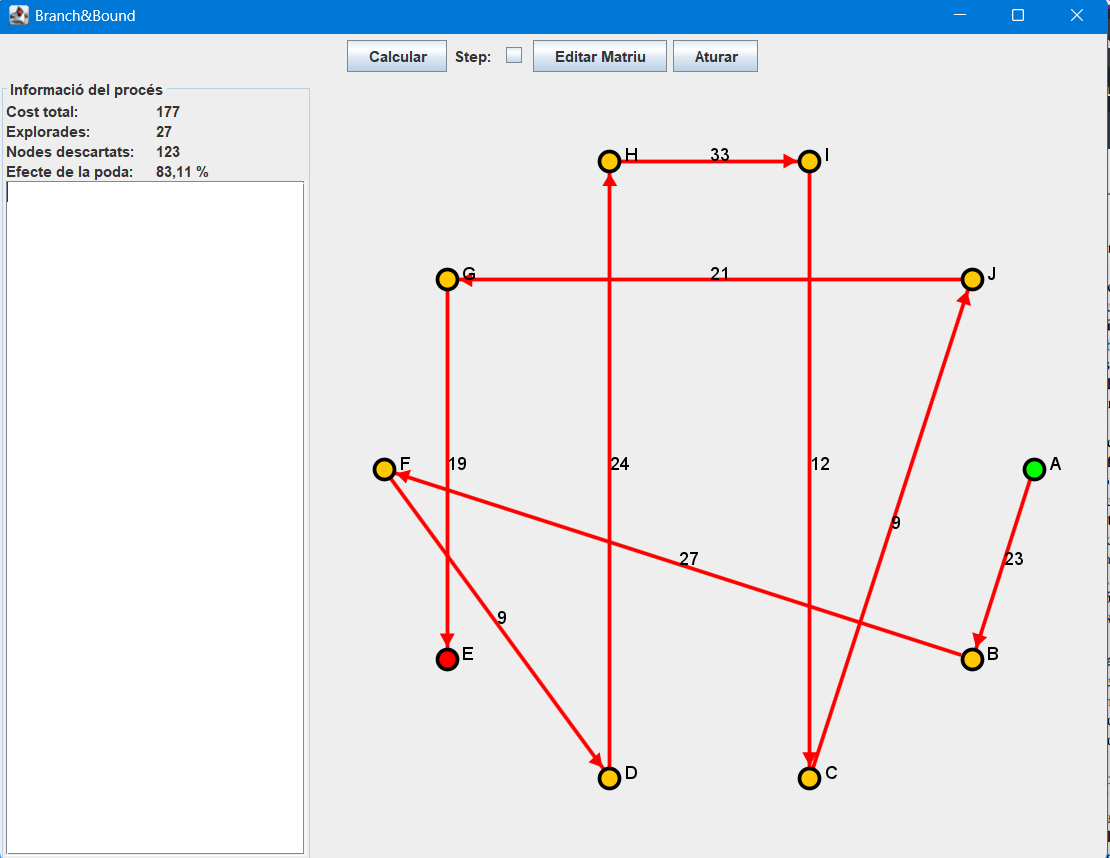 Branch&Bound
Calcular Step: Editar Matriu Aturar
Informació del procés
Cost total: 177
Explorades: 27
Nodes descartats: 123
Efecte de la poda: 83,11 %
H 33 I
G 21 J
F 19 24 12 A
9
27 23
9
E B
D C